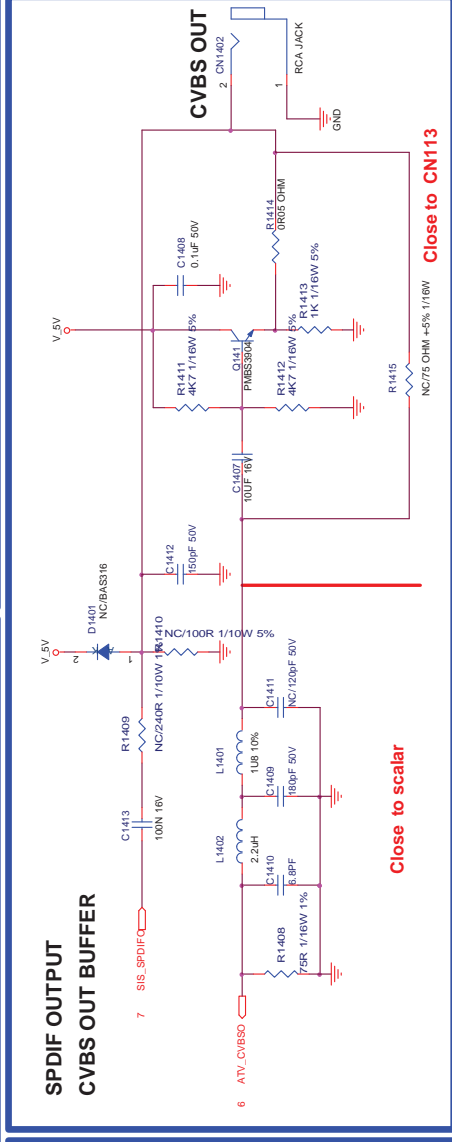 SPDIF OUTPUT
CVBS OUT BUFFER
7 SIS_SPDIFO
C1413
100N 16V
R1409
NC/240R 1/10W 1%
V_5V
2
D1401
NC/BAS316
1
R1410
NC/100R 1/10W 5%
C1412
150pF 50V
6 ATV_CVBSO
R1408
75R 1/16W 1%
C1410
6.8PF
L1402
2.2uH
C1409
180pF 50V
L1401
1U8 10%
C1411
NC/120pF 50V
Close to scalar
V_5V
R1411
4K7 1/16W 5%
C1408
0.1uF 50V
C1407
10UF 16V
Q141
PMBS3904
R1412
4K7 1/16W 5%
R1413
1K 1/16W 5%
R1414
0R05 OHM
R1415
NC/75 OHM +-5% 1/16W
Close to CN113
CVBS OUT
CN1402
2
1
RCA JACK
GND